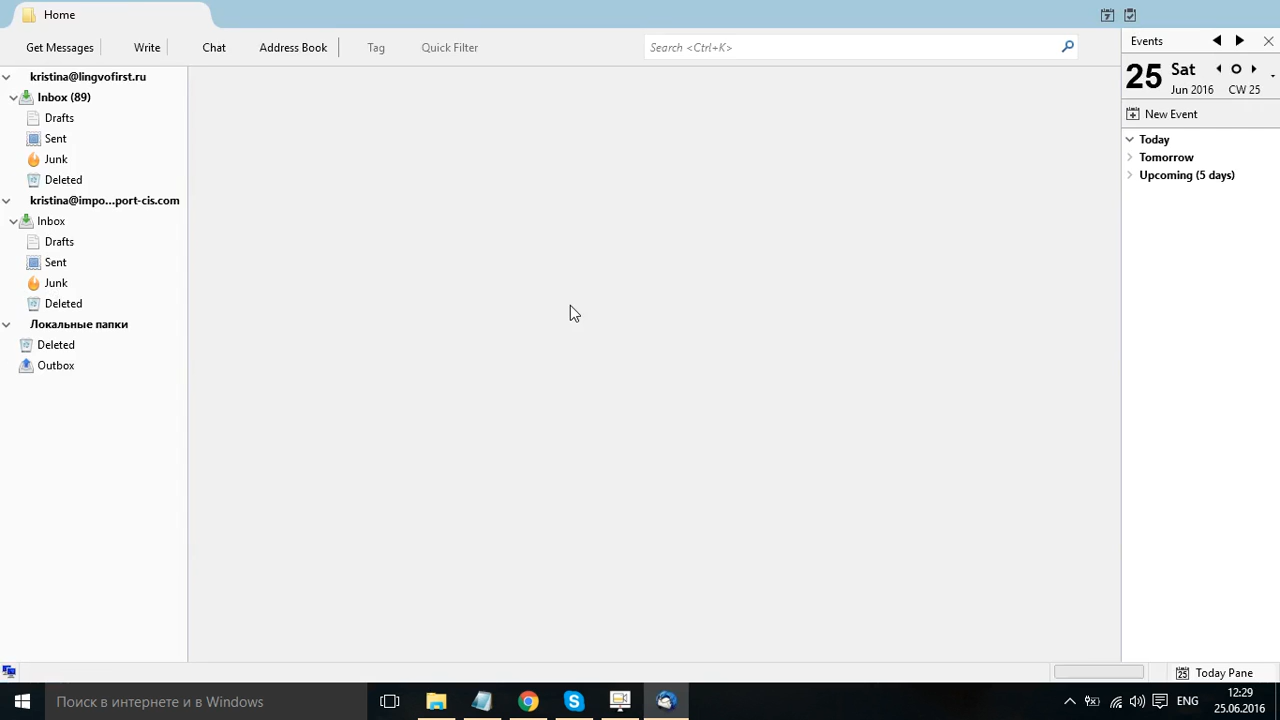 Home
Get Messages Write Chat Address Book Tag Quick Filter Search <Ctrl+K>
kristina@lingvofirst.ru
Inbox (89)
Drafts
Sent
Junk
Deleted
kristina@impo...port-cis.com
Inbox
Drafts
Sent
Junk
Deleted
Локальные папки
Deleted
Outbox
Events
25 Sat
Jun 2016 CW 25
New Event
Today
Tomorrow
Upcoming (5 days)
Today Pane
Поиск в интернете и в Windows
ENG
12:29
25.06.2016